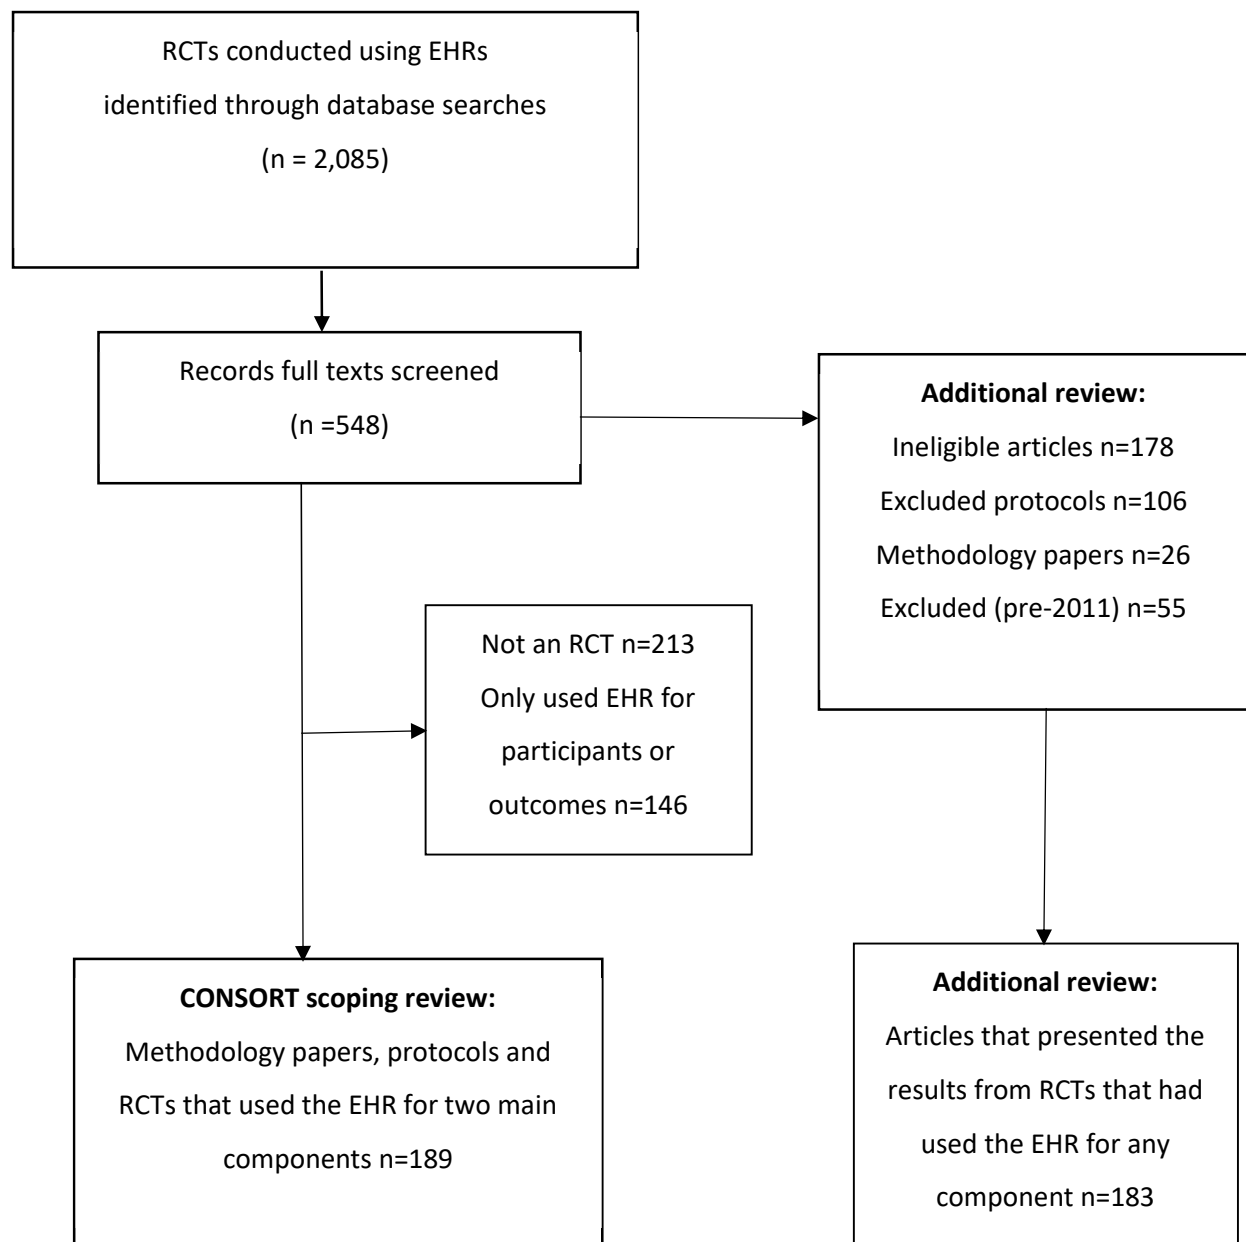 RCTs conducted using EHRs
identified through database searches
(n = 2,085)
Records full texts screened
(n =548)
Additional review:
Ineligible articles n=178
Excluded protocols n=106
Methodology papers n=26
Excluded (pre-2011) n=55
Not an RCT n=213
Only used EHR for
participants or
outcomes n=146
CONSORT scoping review:
Methodology papers, protocols and
RCTs that used the EHR for two main
components n=189
Additional review:
Articles that presented the
results from RCTs that had
used the EHR for any
component n=183